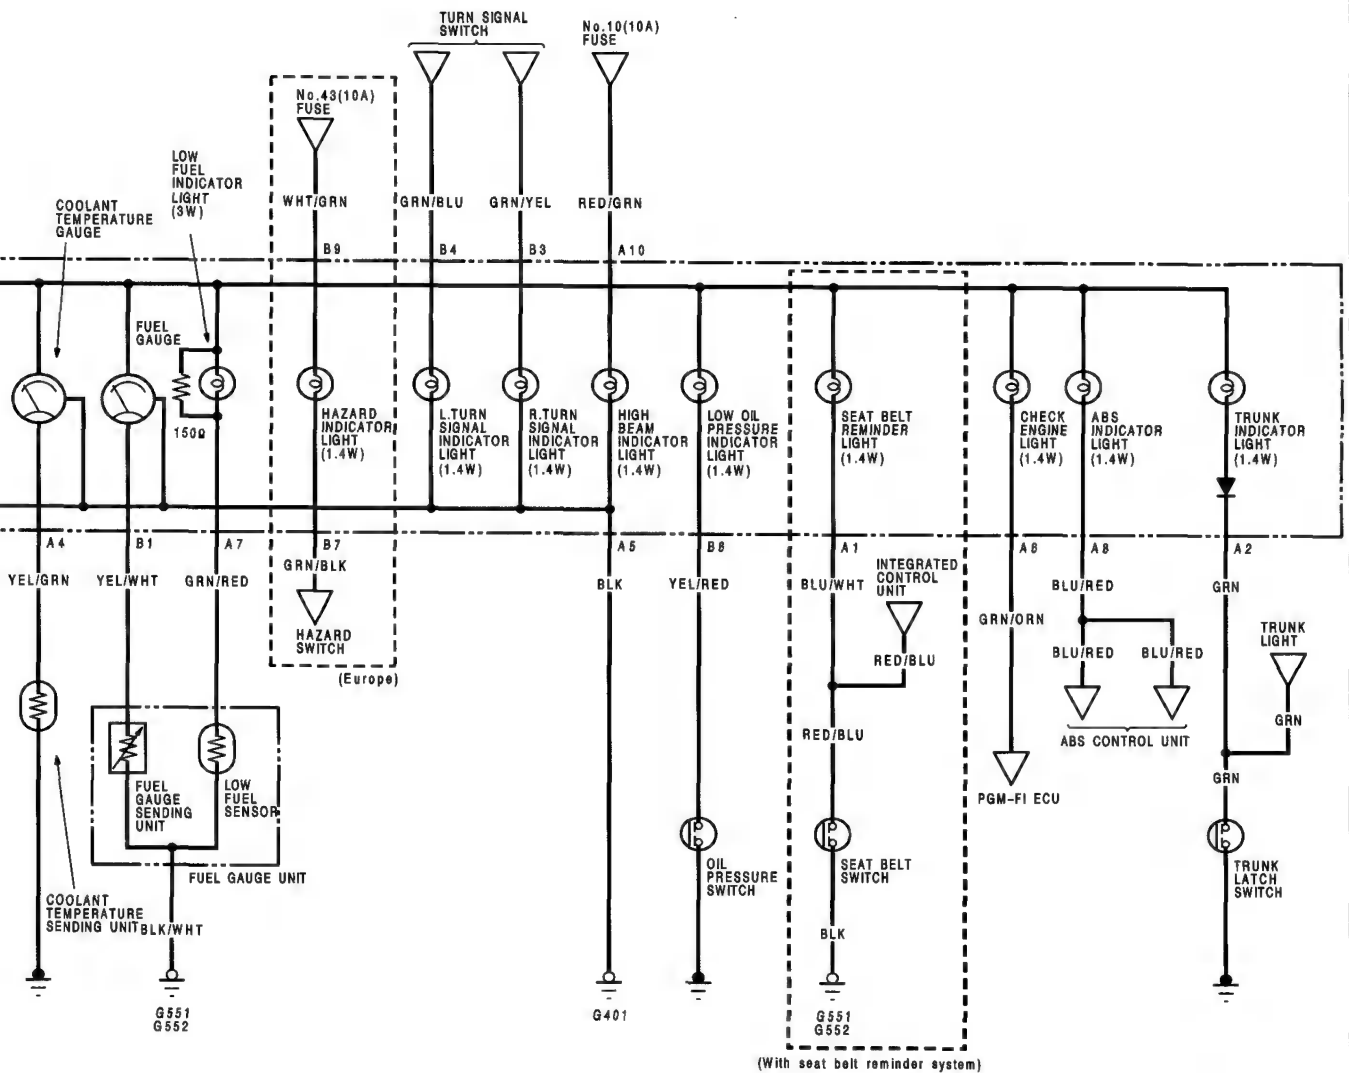 TURN SIGNAL
SWITCH
No.10(10A)
FUSE
No.43(10A)
FUSE
LOW
FUEL
INDICATOR
LIGHT
(3W)
COOLANT
TEMPERATURE
GAUGE
WHT/GRN
GRN/BLU
GRN/YEL
RED/GRN
B9
B4
B3
A10
FUEL
GAUGE
150Ω
HAZARD
INDICATOR
LIGHT
(1.4W)
L.TURN
SIGNAL
INDICATOR
LIGHT
(1.4W)
R.TURN
SIGNAL
INDICATOR
LIGHT
(1.4W)
HIGH
BEAM
INDICATOR
LIGHT
(1.4W)
LOW OIL
PRESSURE
INDICATOR
LIGHT
(1.4W)
SEAT BELT
REMINDER
LIGHT
(1.4W)
CHECK
ENGINE
LIGHT
(1.4W)
ABS
INDICATOR
LIGHT
(1.4W)
TRUNK
INDICATOR
LIGHT
(1.4W)
A4
B1
A7
B7
A5
B6
A1
A6
A8
A2
YEL/GRN
YEL/WHT
GRN/RED
GRN/BLK
BLK
YEL/RED
BLU/WHT
INTEGRATED
CONTROL
UNIT
BLU/RED
GRN
HAZARD
SWITCH
(Europe)
RED/BLU
GRN/ORN
BLU/RED
BLU/RED
TRUNK
LIGHT
RED/BLU
ABS CONTROL UNIT
GRN
GRN
PGM-FI ECU
FUEL
GAUGE
SENDING
UNIT
LOW
FUEL
SENSOR
FUEL GAUGE UNIT
OIL
PRESSURE
SWITCH
SEAT BELT
SWITCH
TRUNK
LATCH
SWITCH
COOLANT
TEMPERATURE
SENDING UNIT
BLK/WHT
BLK
G551
G552
G401
G551
G552
(With seat belt reminder system)